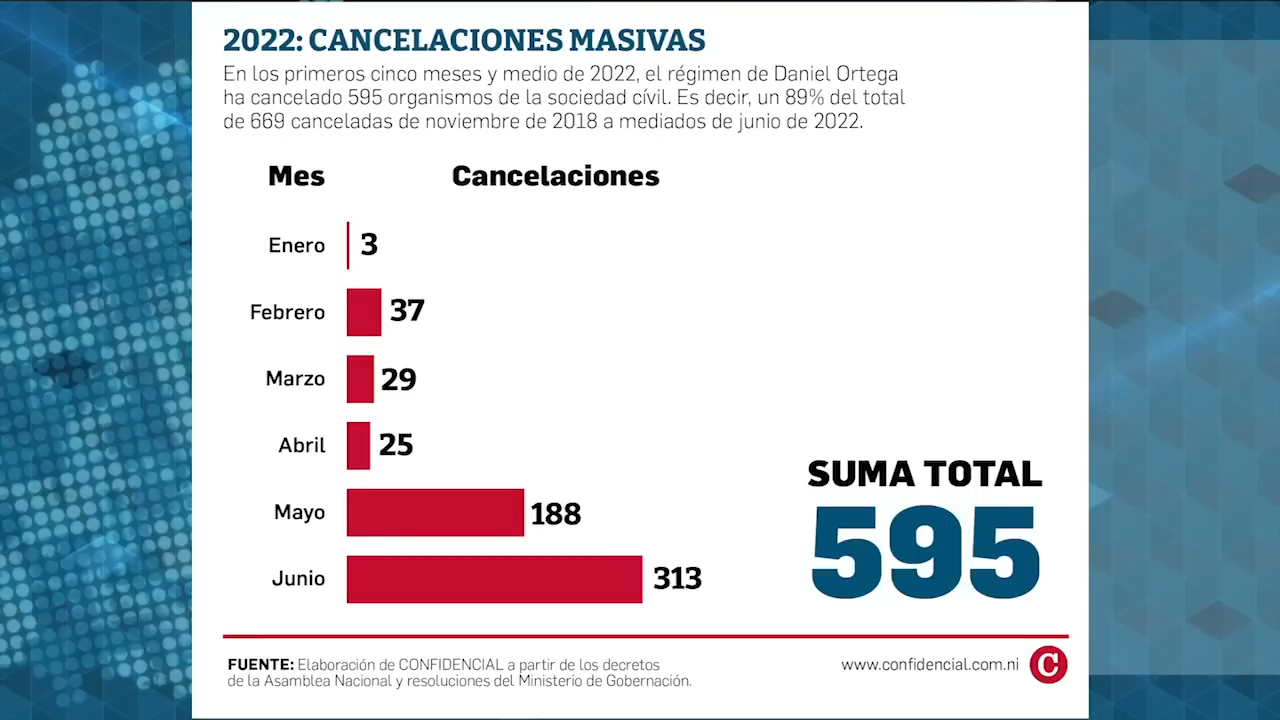 2022: CANCELACIONES MASIVAS
En los primeros cinco meses y medio de 2022, el régimen de Daniel Ortega
ha cancelado 595 organismos de la sociedad cívil. Es decir, un 89% del total
de 669 canceladas de noviembre de 2018 a mediados de junio de 2022.
Mes Cancelaciones
Enero 3
Febrero 37
Marzo 29
Abril 25
Mayo 188
Junio 313
SUMA TOTAL
595
FUENTE: Elaboración de CONFIDENCIAL a partir de los decretos
de la Asamblea Nacional y resoluciones del Ministerio de Gobernación.
www.confidencial.com.ni C